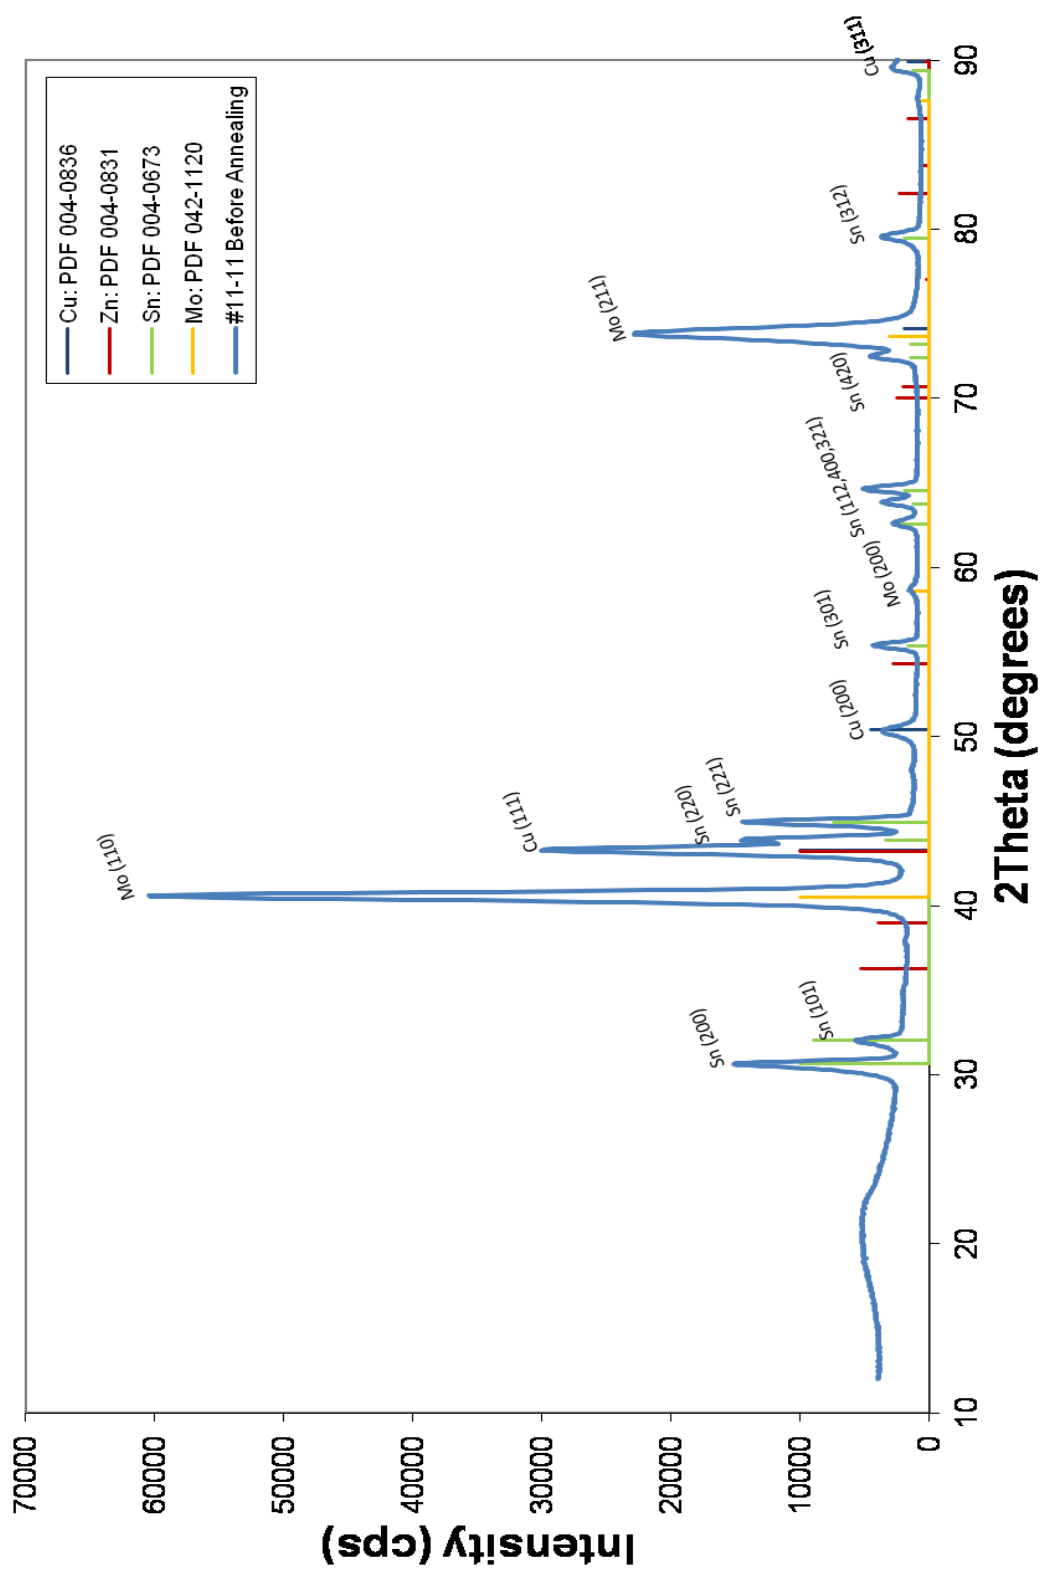 Cu: PDF 004-0836
Zn: PDF 004-0831
Sn: PDF 004-0673
Mo: PDF 042-1120
#11-11 Before Annealing
Intensity (cps)
70000
60000
50000
40000
30000
20000
10000
0
Sn (200)
Sn (101)
Mo (110)
Cu (111)
Sn (220)
Sn (221)
Cu (200)
Sn (301)
Mo (200)
Sn (112,400,321)
Sn (420)
Mo (211)
Sn (312)
Cu (311)
10
20
30
40
50
60
70
80
90
2Theta (degrees)